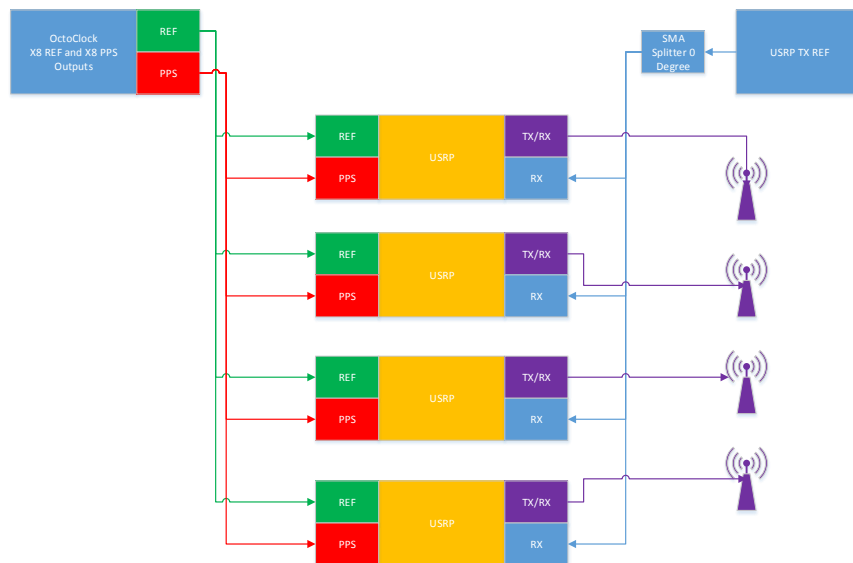 OctoClock
X8 REF and X8 PPS
Outputs
REF
PPS
SMA
Splitter 0
Degree
USRP TX REF
REF
PPS
USRP
TX/RX
RX
REF
PPS
USRP
TX/RX
RX
REF
PPS
USRP
TX/RX
RX
REF
PPS
USRP
TX/RX
RX